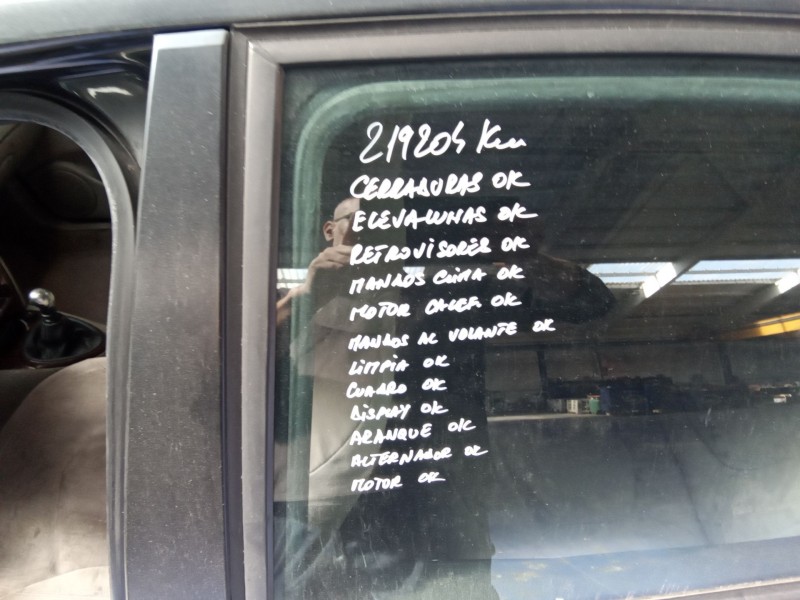 219204 Km
CERRADURAS OK
ELEVALUNAS OK
RETROVISORES OK
MANDOS CLIMA OK
MOTOR CALEF. OK
MANDOS AL VOLANTE OK
LIMPIA OK
CUADRO OK
DISPLAY OK
ARANQUE OK
ALTERNADOR OK
MOTOR OK